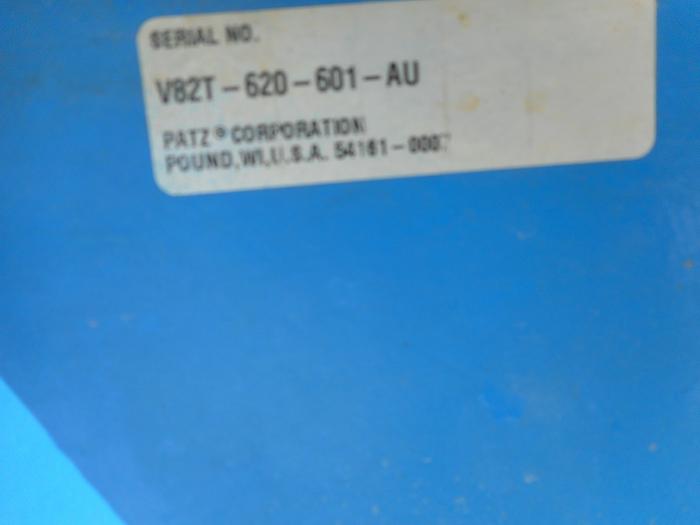 SERIAL NO.
V82T-620-601-AU
PATZ ® CORPORATION
POUND, WI, U.S.A. 54161-0007